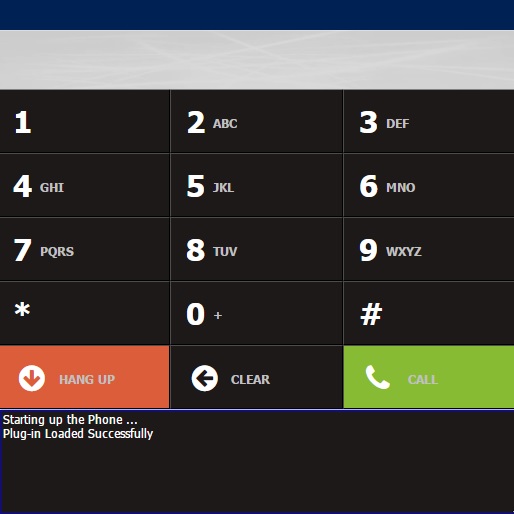 1 2 ABC 3 DEF
4 GHI 5 JKL 6 MNO
7 PQRS 8 TUV 9 WXYZ
* 0 + #
HANG UP CLEAR CALL
Starting up the Phone ...
Plug-in Loaded Successfully